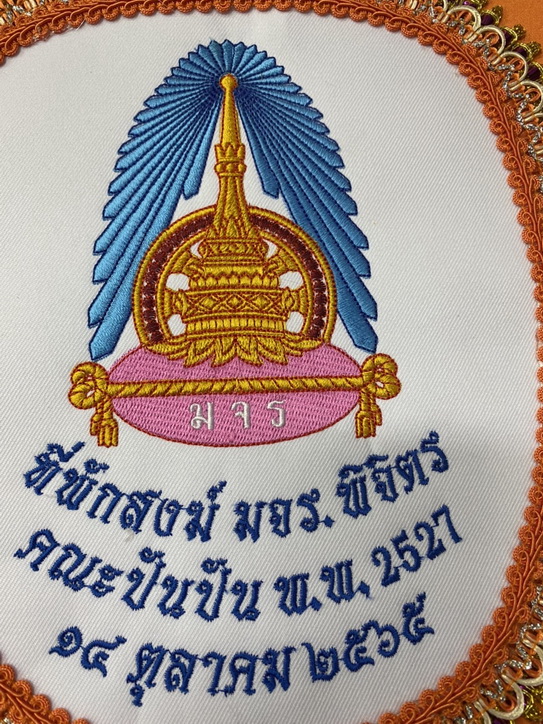 มจร
ที่พักสงฆ์ มจร. พิจิตร
คณะปันปัน พ.พ. 2527
๑๔ ตุลาคม ๒๕๖๕